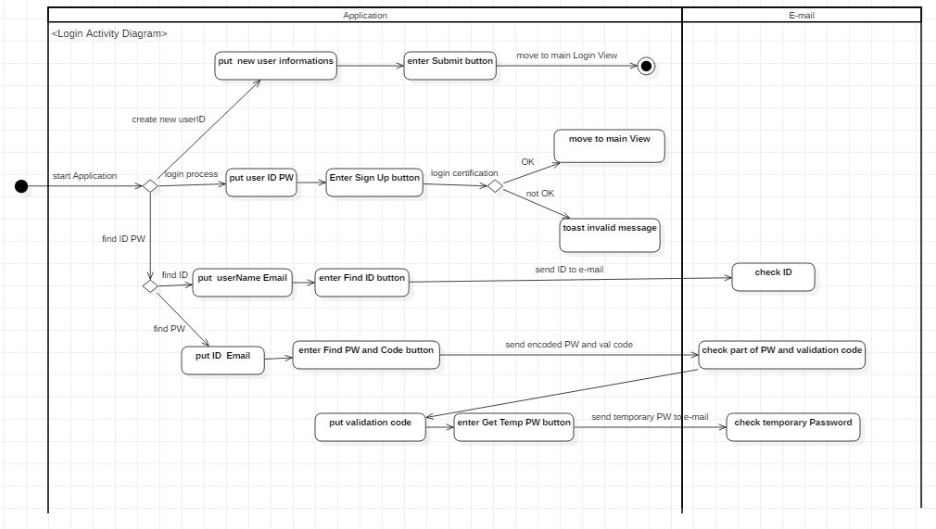 Application
E-mail
<Login Activity Diagram>
put new user informations
enter Submit button
move to main Login View
create new userID
move to main View
OK
start Application
login process
put user ID PW
Enter Sign Up button
login certification
not OK
toast invalid message
find ID PW
find ID
put userName Email
enter Find ID button
send ID to e-mail
check ID
find PW
put ID Email
enter Find PW and Code button
send encoded PW and val code
check part of PW and validation code
put validation code
enter Get Temp PW button
send temporary PW to e-mail
check temporary Password